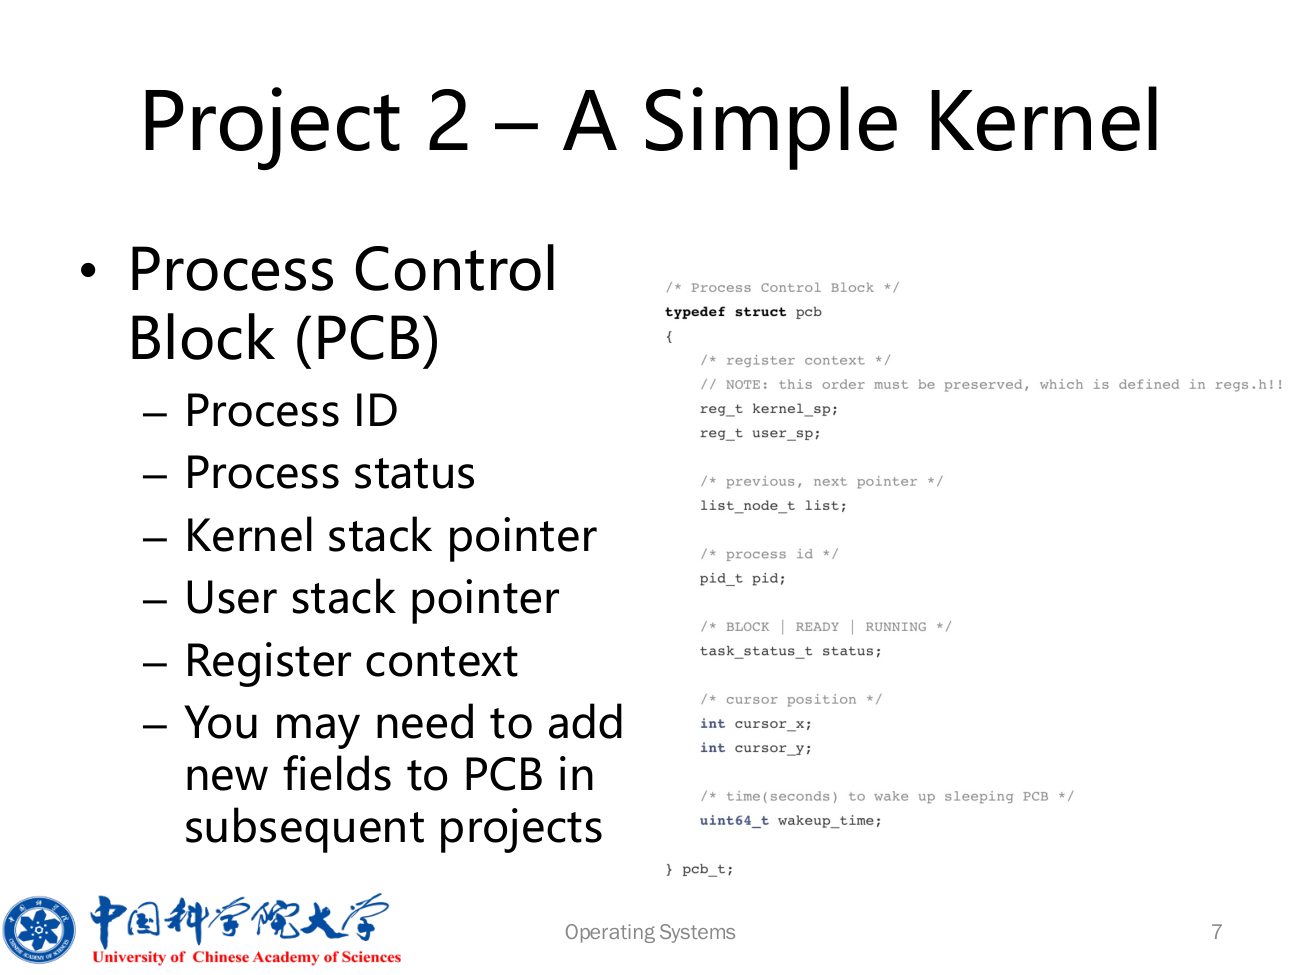 Project 2 – A Simple Kernel
• Process Control
Block (PCB)
– Process ID
– Process status
– Kernel stack pointer
– User stack pointer
– Register context
– You may need to add
new fields to PCB in
subsequent projects
/* Process Control Block */
typedef struct pcb
{
    /* register context */
    // NOTE: this order must be preserved, which is defined in regs.h!!
    reg_t kernel_sp;
    reg_t user_sp;

    /* previous, next pointer */
    list_node_t list;

    /* process id */
    pid_t pid;

    /* BLOCK | READY | RUNNING */
    task_status_t status;

    /* cursor position */
    int cursor_x;
    int cursor_y;

    /* time(seconds) to wake up sleeping PCB */
    uint64_t wakeup_time;

} pcb_t;
中国科学院大学
University of Chinese Academy of Sciences
Operating Systems
7